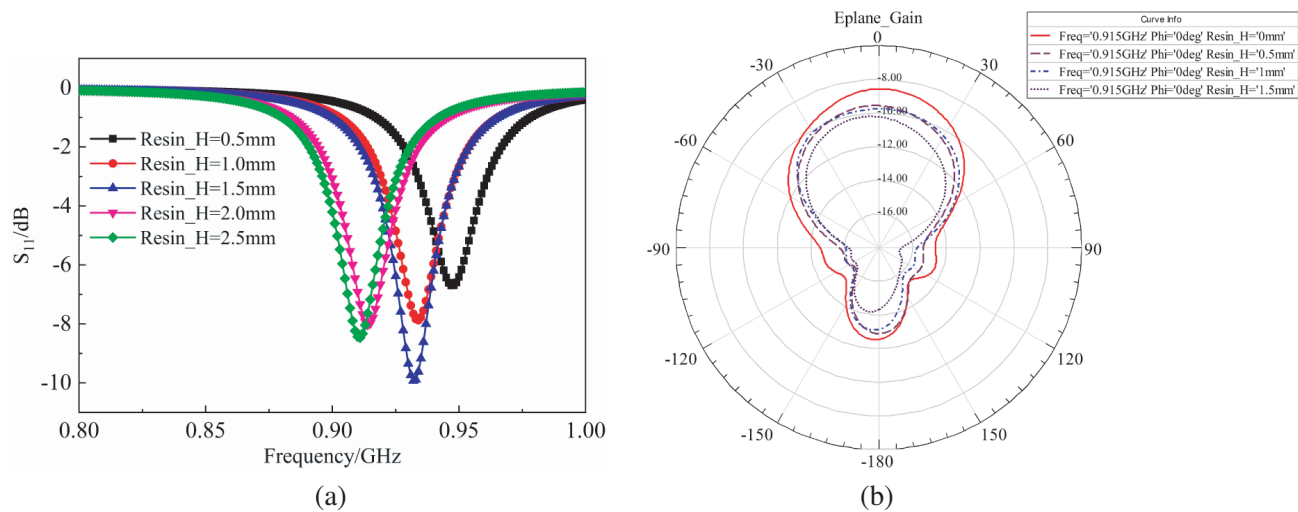 0
-2
-4
-6
-8
-10
S11/dB
Resin_H=0.5mm
Resin_H=1.0mm
Resin_H=1.5mm
Resin_H=2.0mm
Resin_H=2.5mm
0.80
0.85
0.90
0.95
1.00
Frequency/GHz
(a)
Eplane_Gain
Curve Info
Freq='0.915GHz' Phi='0deg' Resin_H='0mm'
Freq='0.915GHz' Phi='0deg' Resin_H='0.5mm'
Freq='0.915GHz' Phi='0deg' Resin_H='1mm'
Freq='0.915GHz' Phi='0deg' Resin_H='1.5mm'
0
-30
30
-8.00
-10.00
-60
60
-12.00
-14.00
-16.00
-90
90
-120
120
-150
150
-180
(b)